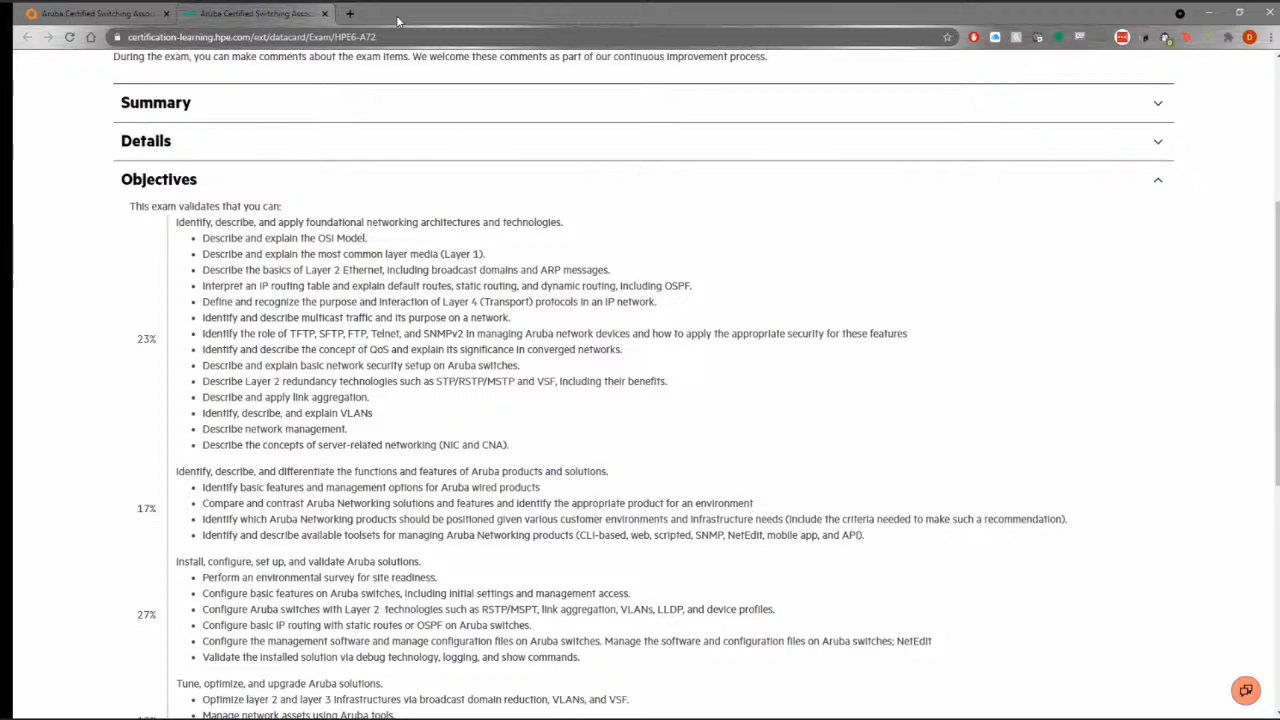 Aruba Certified Switching Assoc
Aruba Certified Switching Assoc
certification-learning.hpe.com/ext/datacard/Exam/HPE6-A72
During the exam, you can make comments about the exam items. We welcome these comments as part of our continuous improvement process.
Summary
Details
Objectives
This exam validates that you can:
Identify, describe, and apply foundational networking architectures and technologies.
• Describe and explain the OSI Model.
• Describe and explain the most common layer media (Layer 1).
• Describe the basics of Layer 2 Ethernet, including broadcast domains and ARP messages.
• Interpret an IP routing table and explain default routes, static routing, and dynamic routing, including OSPF.
• Define and recognize the purpose and interaction of Layer 4 (Transport) protocols in an IP network.
• Identify and describe multicast traffic and its purpose on a network.
• Identify the role of TFTP, SFTP, FTP, Telnet, and SNMPv2 in managing Aruba network devices and how to apply the appropriate security for these features
23%
• Identify and describe the concept of QoS and explain its significance in converged networks.
• Describe and explain basic network security setup on Aruba switches.
• Describe Layer 2 redundancy technologies such as STP/RSTP/MSTP and VSF, including their benefits.
• Describe and apply link aggregation.
• Identify, describe, and explain VLANs
• Describe network management.
• Describe the concepts of server-related networking (NIC and CNA).
Identify, describe, and differentiate the functions and features of Aruba products and solutions.
• Identify basic features and management options for Aruba wired products
• Compare and contrast Aruba Networking solutions and features and identify the appropriate product for an environment
17%
• Identify which Aruba Networking products should be positioned given various customer environments and infrastructure needs (include the criteria needed to make such a recommendation).
• Identify and describe available toolsets for managing Aruba Networking products (CLI-based, web, scripted, SNMP, NetEdit, mobile app, and API).
Install, configure, set up, and validate Aruba solutions.
• Perform an environmental survey for site readiness.
• Configure basic features on Aruba switches, including initial settings and management access.
• Configure Aruba switches with Layer 2 technologies such as RSTP/MSPT, link aggregation, VLANs, LLDP, and device profiles.
27%
• Configure basic IP routing with static routes or OSPF on Aruba switches.
• Configure the management software and manage configuration files on Aruba switches. Manage the software and configuration files on Aruba switches; NetEdit
• Validate the installed solution via debug technology, logging, and show commands.
Tune, optimize, and upgrade Aruba solutions.
• Optimize layer 2 and layer 3 infrastructures via broadcast domain reduction, VLANs, and VSF.
• Manage network assets using Aruba tools.